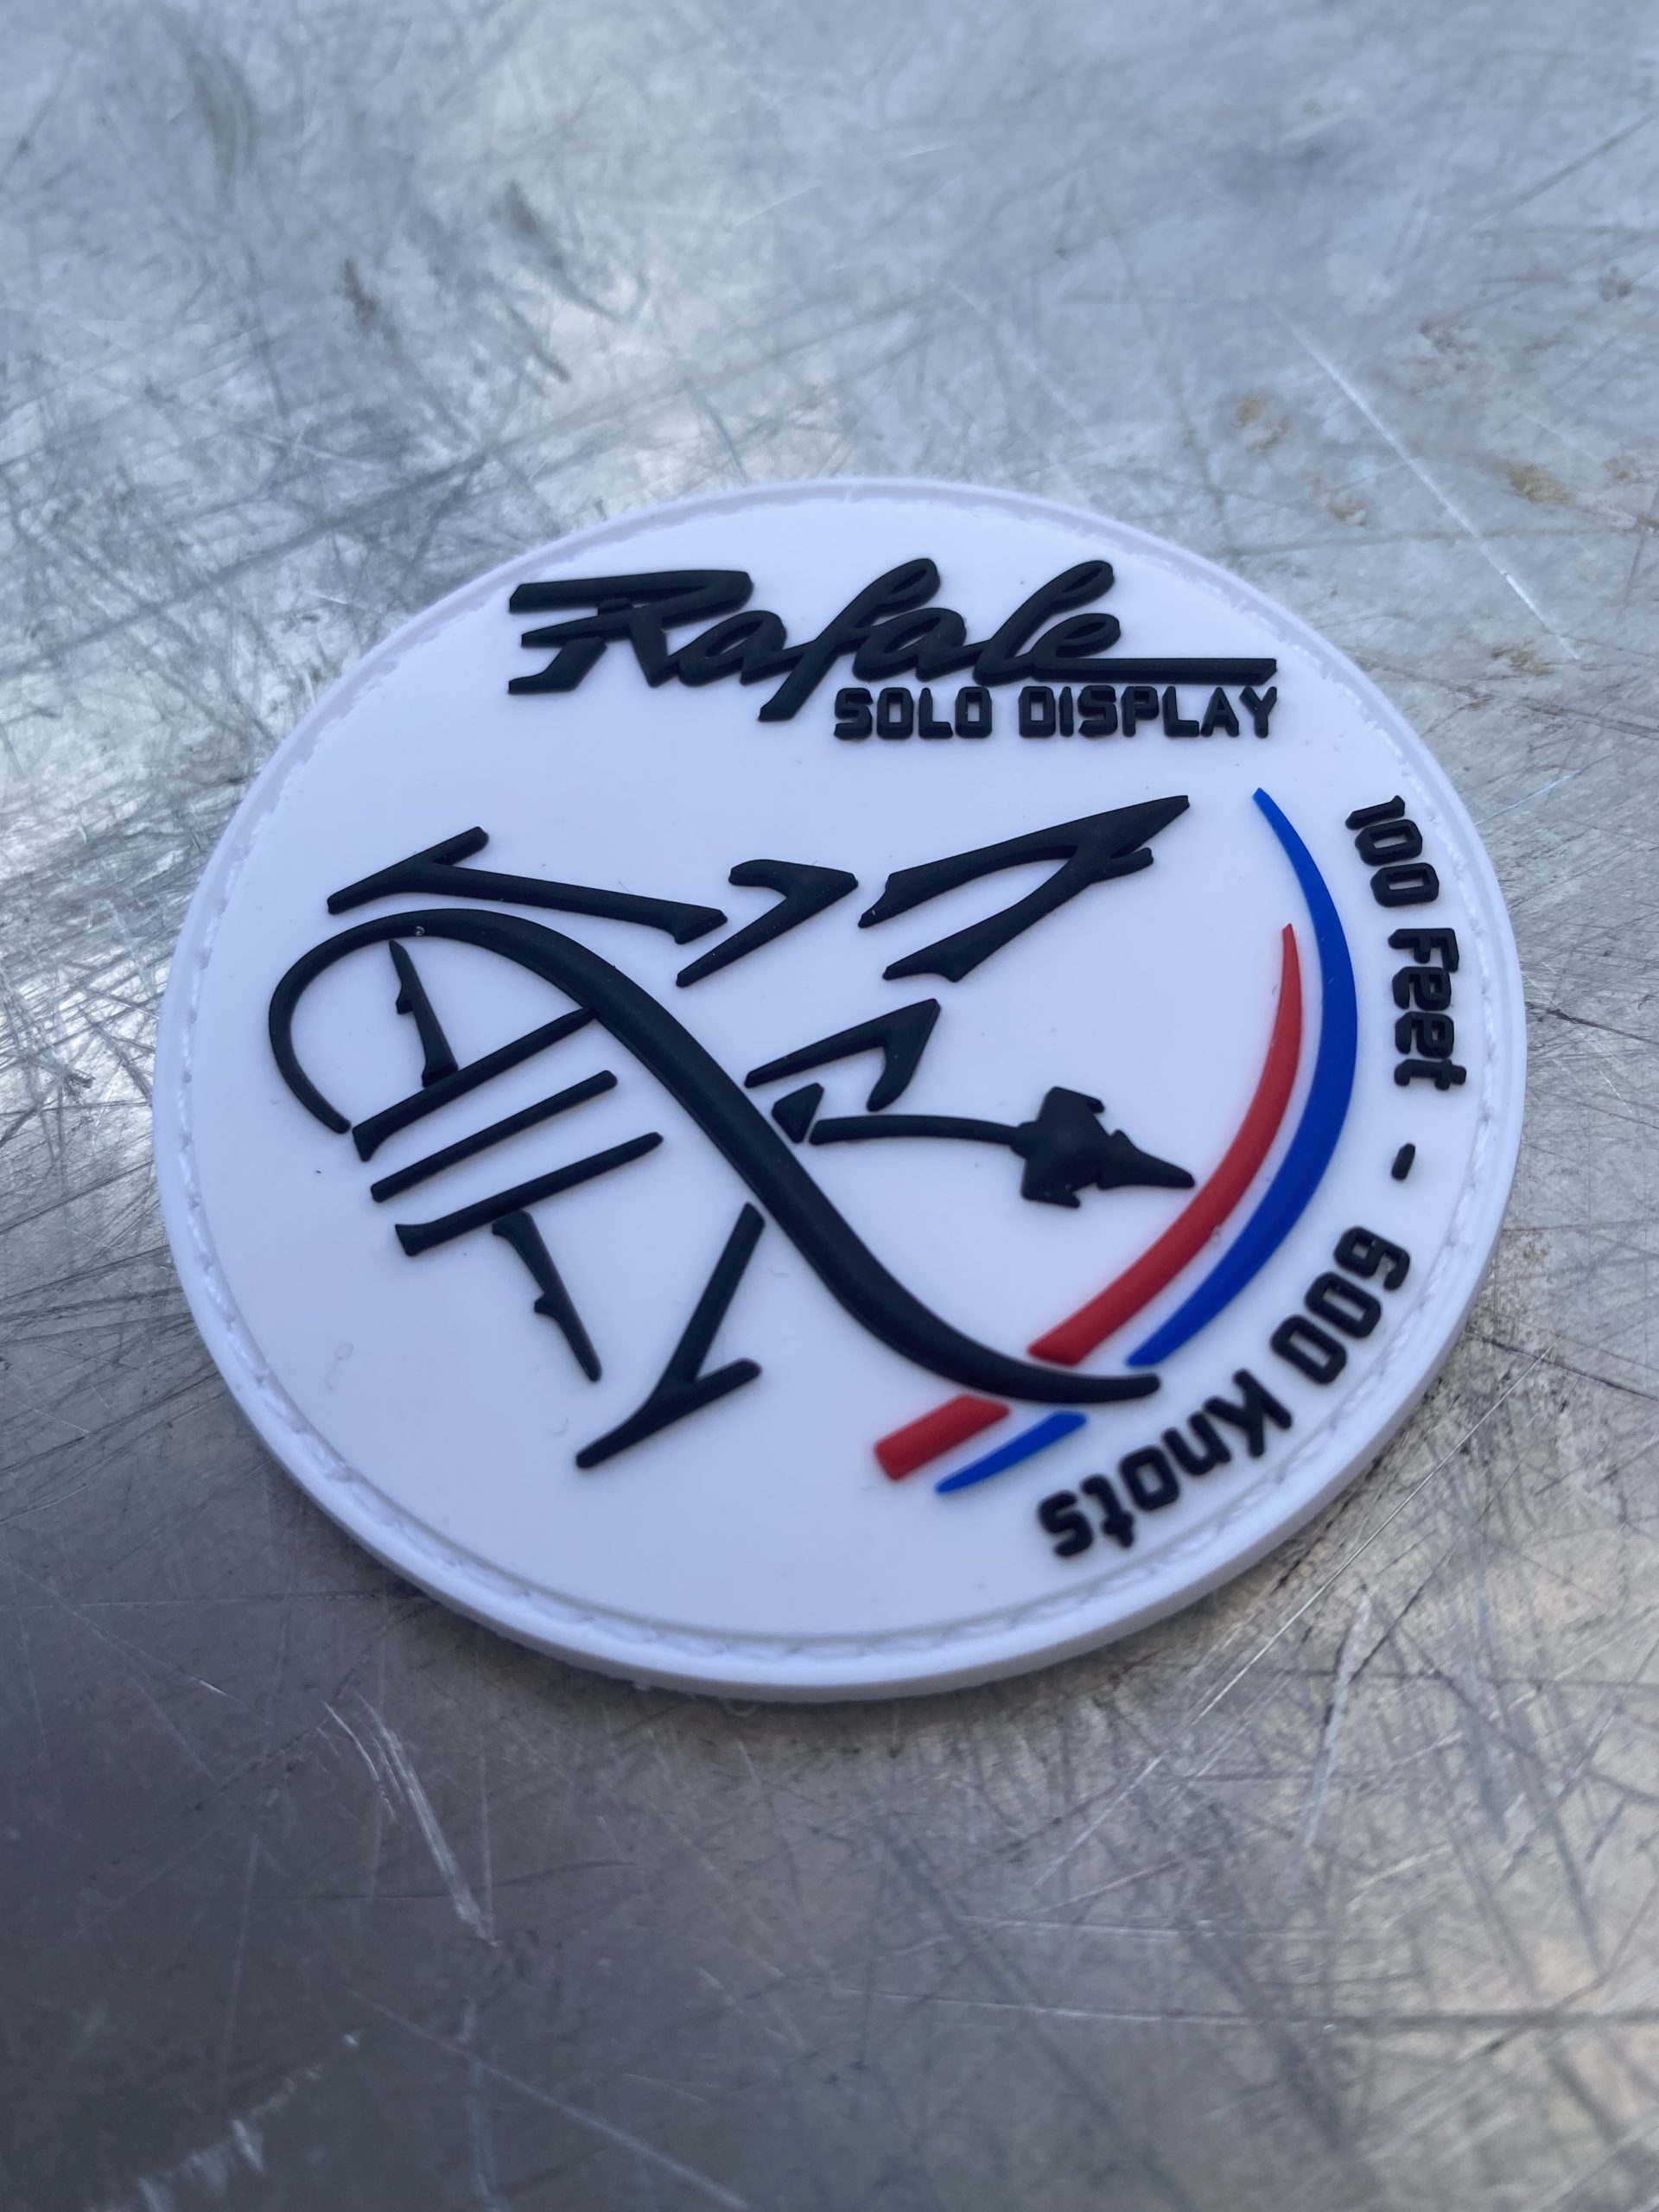 Rafale
SOLO DISPLAY
100 Feet - 600 Knots